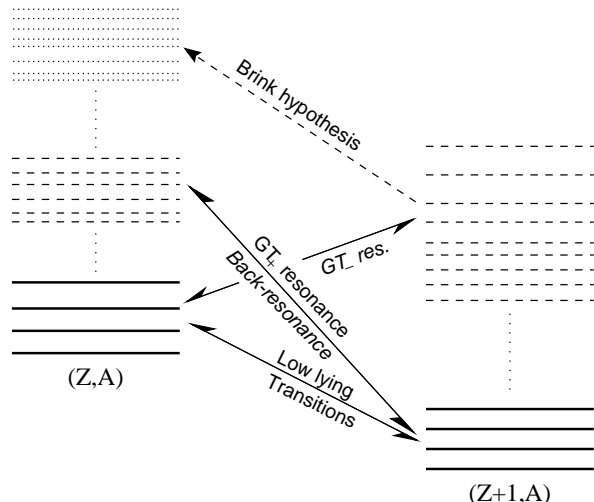 Brink hypothesis
GT+ resonance
Back-resonance
GT− res.
Low lying
Transitions
(Z,A)
(Z+1,A)